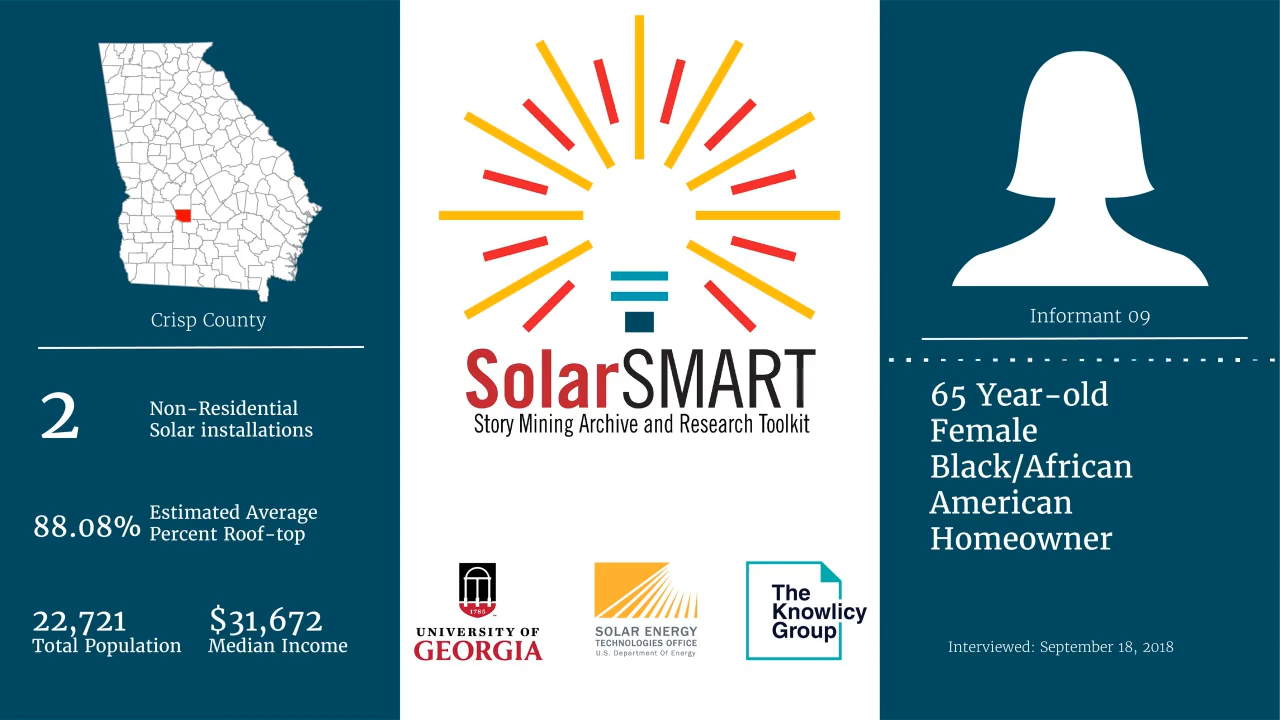 Crisp County
2
Non-Residential
Solar installations
88.08%
Estimated Average
Percent Roof-top
22,721
Total Population
$31,672
Median Income
SolarSMART
Story Mining Archive and Research Toolkit
1785
UNIVERSITY OF
GEORGIA
SOLAR ENERGY
TECHNOLOGIES OFFICE
U.S. Department Of Energy
The
Knowlicy
Group
Informant 09
65 Year-old
Female
Black/African
American
Homeowner
Interviewed: September 18, 2018